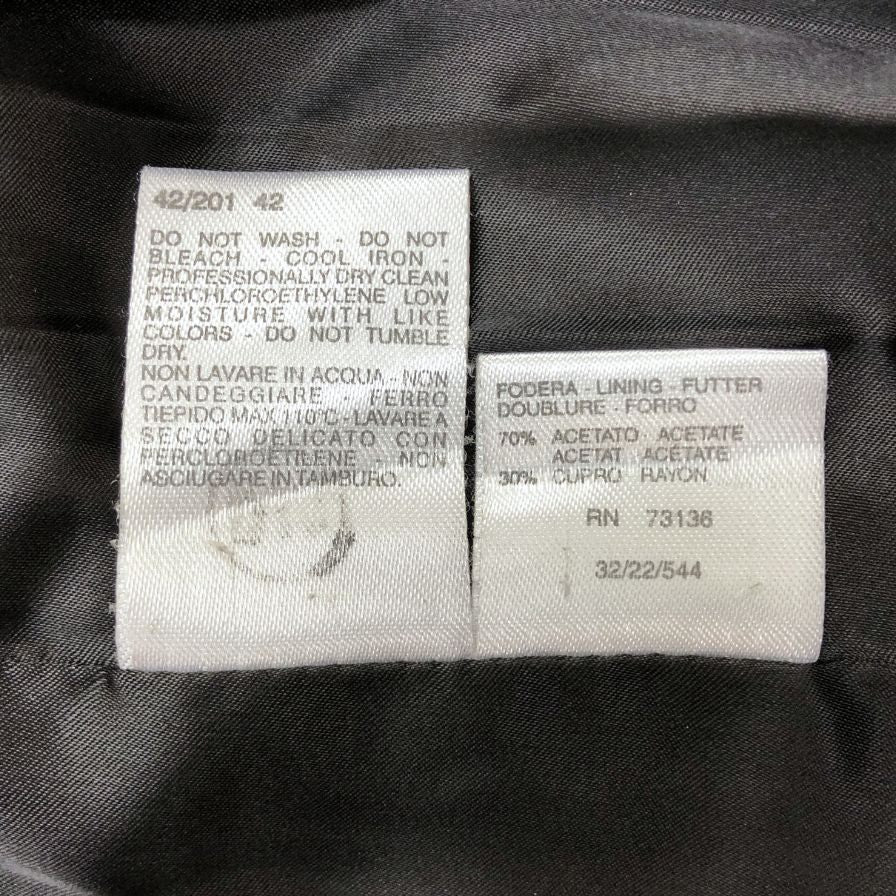 42/201 42
DO NOT WASH - DO NOT
BLEACH - COOL IRON -
PROFESSIONALLY DRY CLEAN
PERCHLOROETHYLENE LOW
MOISTURE WITH LIKE
COLORS - DO NOT TUMBLE
DRY.
NON LAVARE IN ACQUA - NON
CANDEGGIARE - FERRO
TIEPIDO MAX 110°C - LAVARE A
SECCO DELICATO CON
PERCLOROETILENE - NON
ASCIUGARE IN TAMBURO.
FODERA - LINING - FUTTER
DOUBLURE - FORRO
70% ACETATO - ACETATE
ACETAT ACETATE
30% CUPRO RAYON
RN 73136
32/22/544